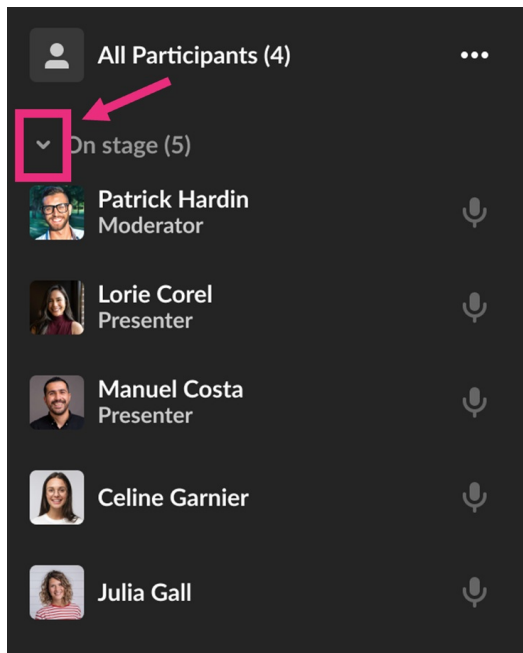 All Participants (4)
On stage (5)
Patrick Hardin
Moderator
Lorie Corel
Presenter
Manuel Costa
Presenter
Celine Garnier
Julia Gall